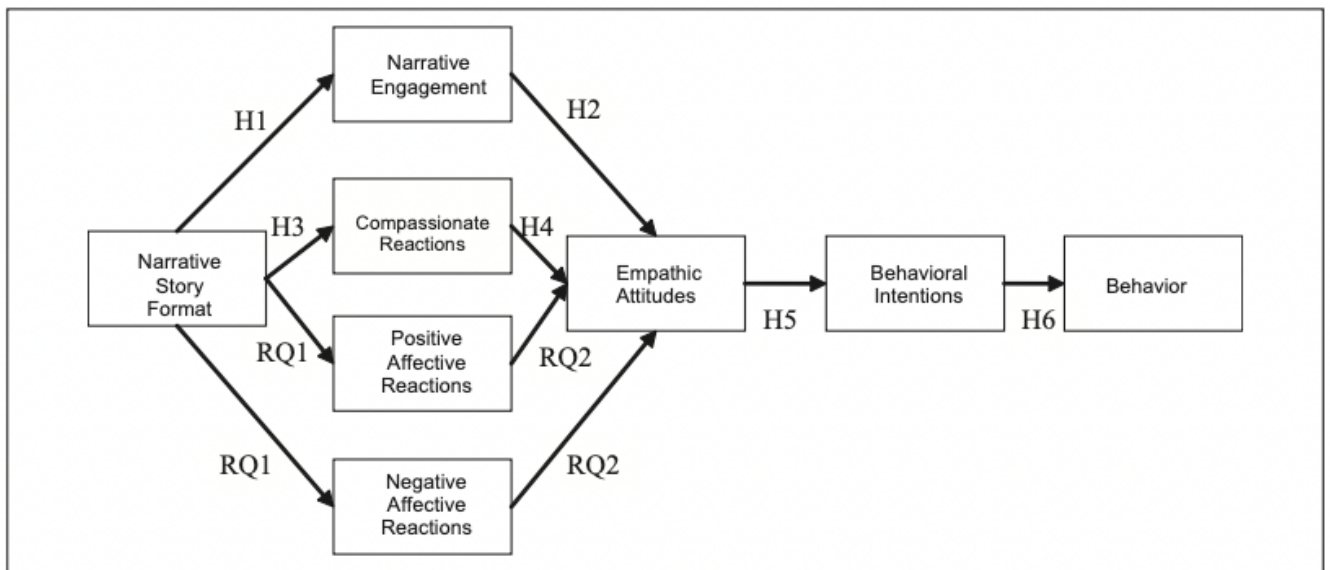 Narrative
Engagement
H1
H2
H3
Compassionate
Reactions
H4
Narrative
Story
Format
Empathic
Attitudes
Behavioral
Intentions
Behavior
H5
H6
RQ1
Positive
Affective
Reactions
RQ2
RQ1
Negative
Affective
Reactions
RQ2